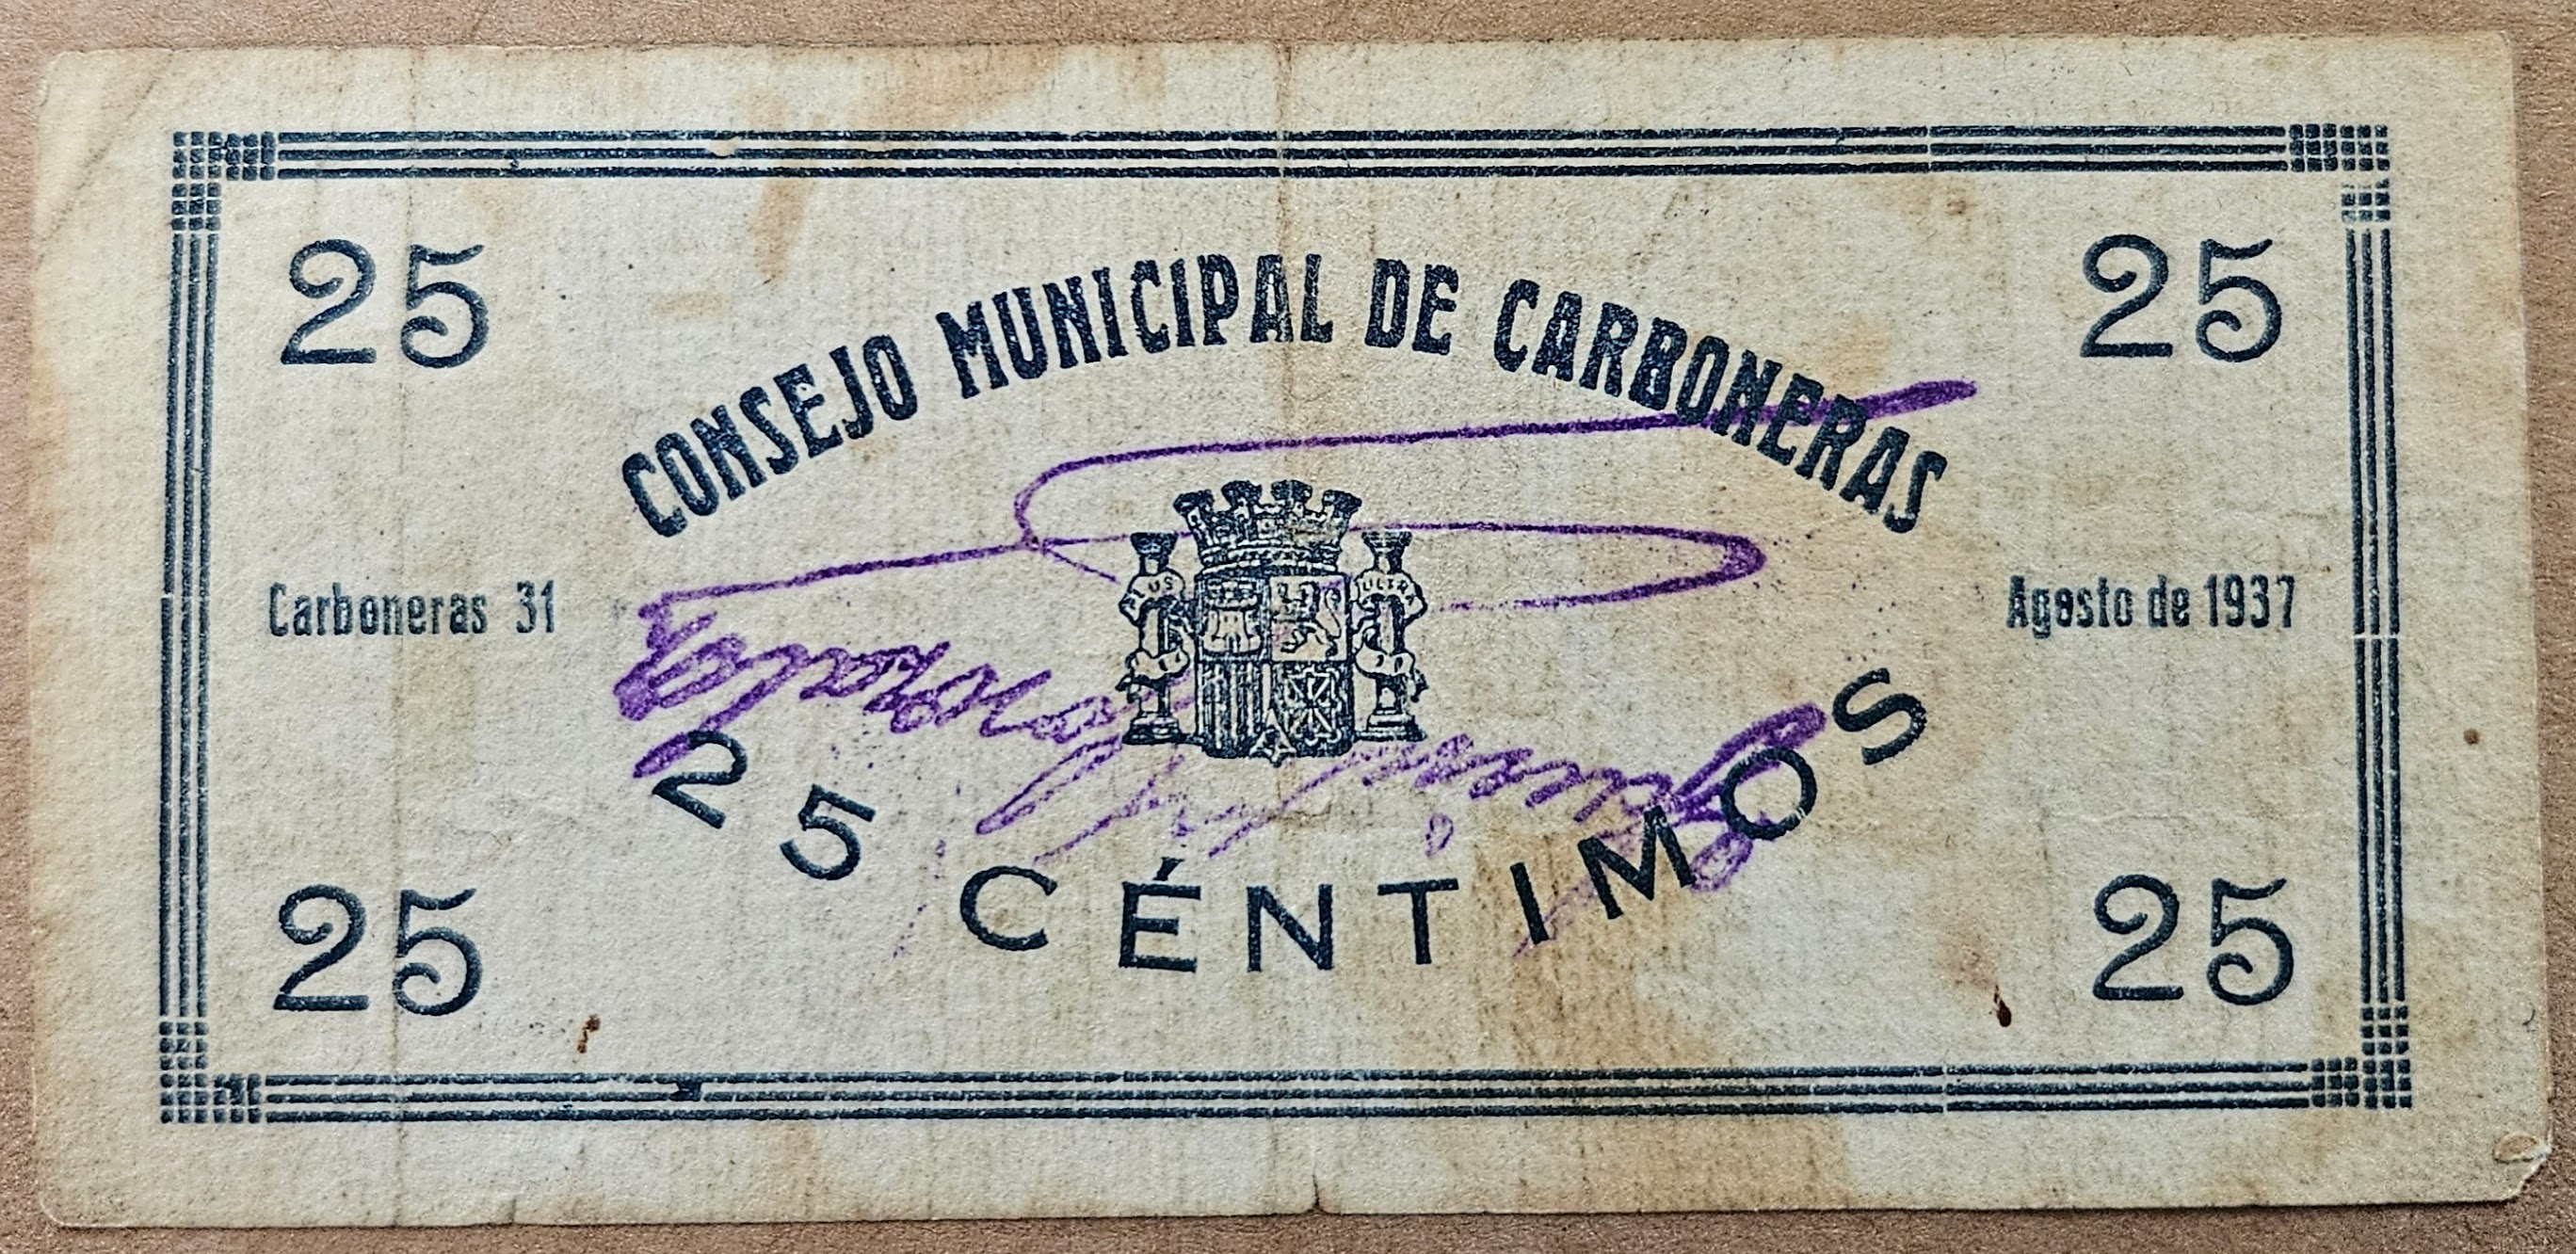 25 25
CONSEJO MUNICIPAL DE CARBONERAS
PLUS ULTRA
Carboneras 31 Agosto de 1937
25 CÉNTIMOS
25 25